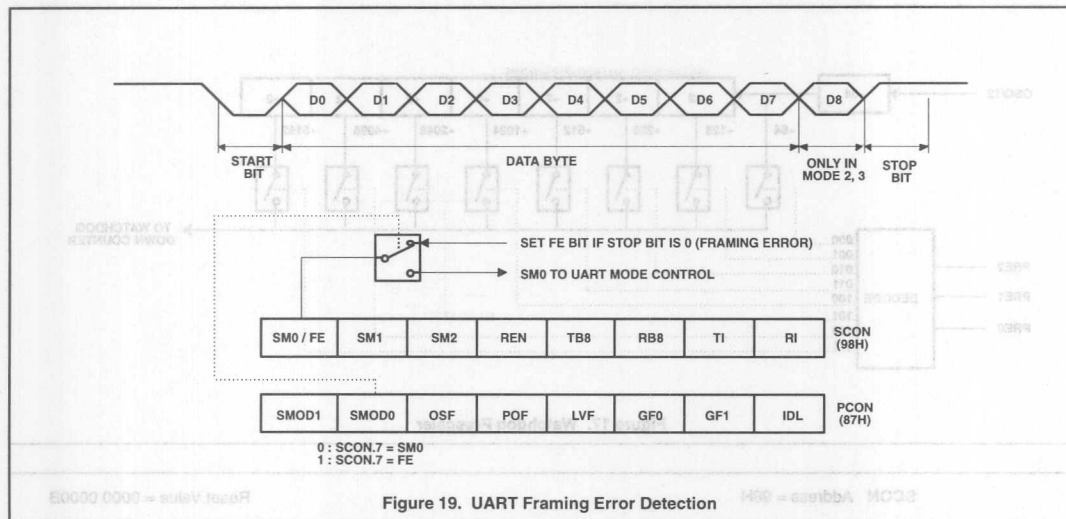 D0 D1 D2 D3 D4 D5 D6 D7 D8
START BIT
DATA BYTE
ONLY IN MODE 2, 3
STOP BIT
SET FE BIT IF STOP BIT IS 0 (FRAMING ERROR)
SM0 TO UART MODE CONTROL
SM0 / FE SM1 SM2 REN TB8 RB8 TI RI
SCON (98H)
SMOD1 SMOD0 OSF POF LVF GF0 GF1 IDL
PCON (87H)
0 : SCON.7 = SM0
1 : SCON.7 = FE
Figure 19. UART Framing Error Detection